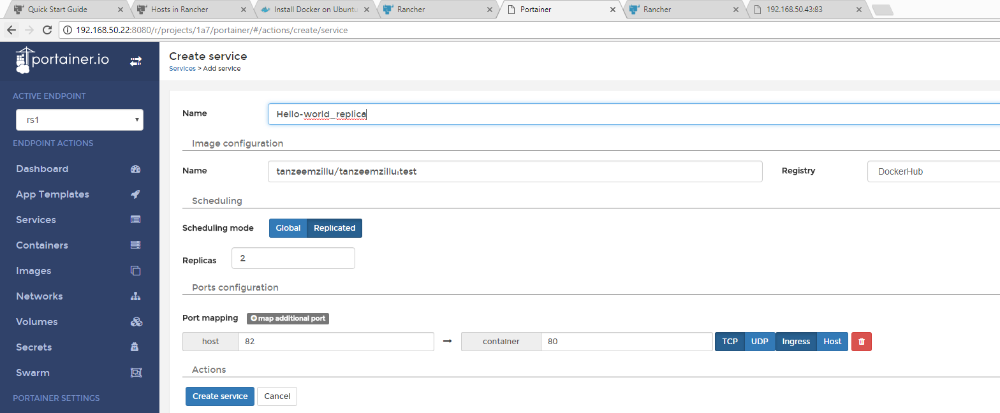 Quick Start Guide Hosts in Rancher Install Docker on Ubuntu Rancher Portainer Rancher 192.168.50.43:83
192.168.50.22:8080/r/projects/1a7/portainer/#/actions/create/service
portainer.io
Create service
Services > Add service
ACTIVE ENDPOINT
rs1
ENDPOINT ACTIONS
Dashboard
App Templates
Services
Containers
Images
Networks
Volumes
Secrets
Swarm
PORTAINER SETTINGS
Name Hello-world_replica
Image configuration
Name tanzeemzillu/tanzeemzillu:test Registry DockerHub
Scheduling
Scheduling mode Global Replicated
Replicas 2
Ports configuration
Port mapping map additional port
host 82 → container 80 TCP UDP Ingress Host
Actions
Create service Cancel